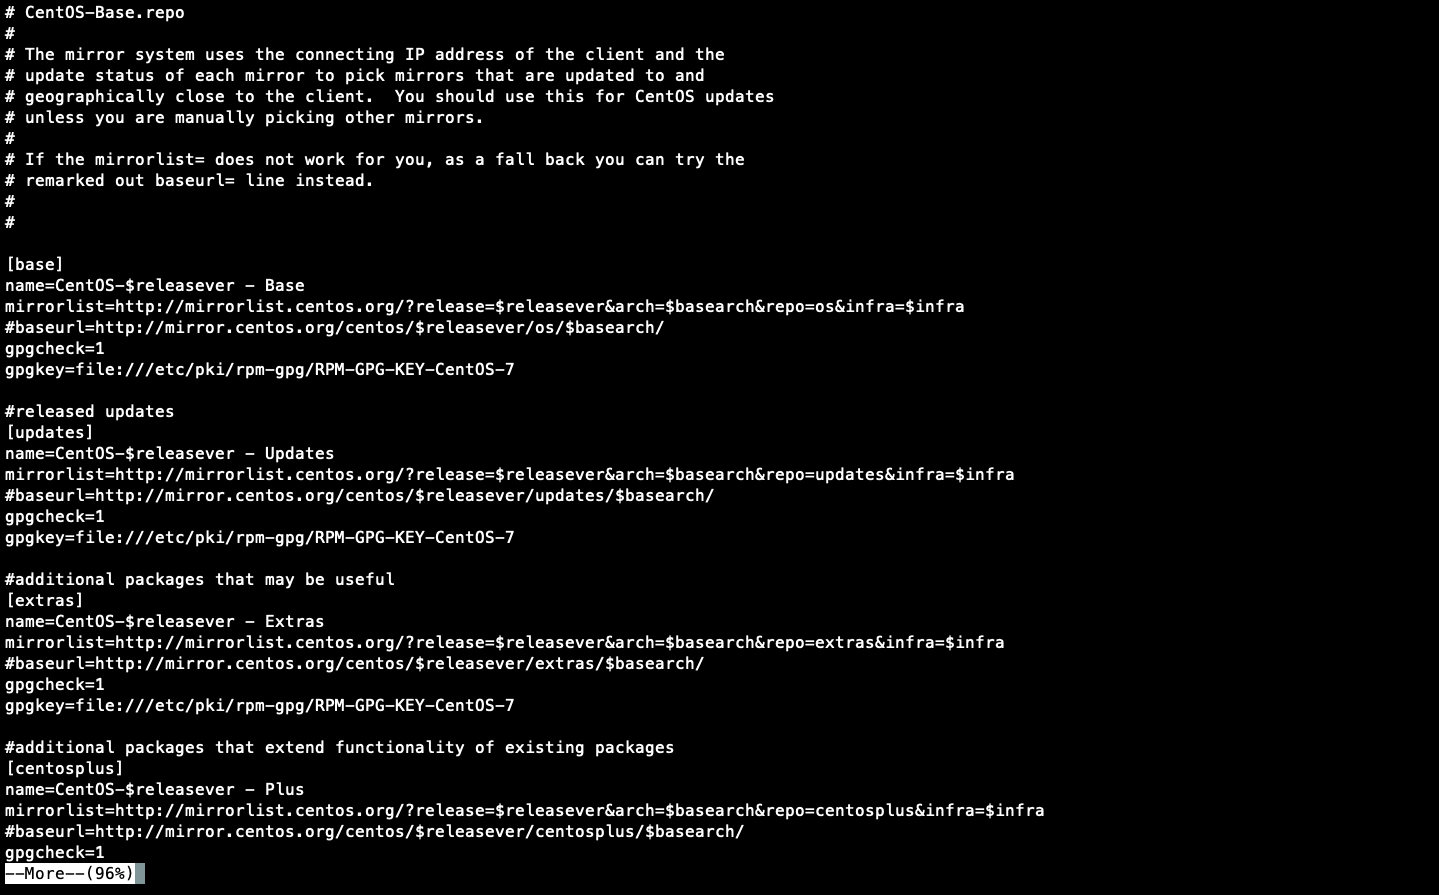 # CentOS-Base.repo
#
# The mirror system uses the connecting IP address of the client and the
# update status of each mirror to pick mirrors that are updated to and
# geographically close to the client.  You should use this for CentOS updates
# unless you are manually picking other mirrors.
#
# If the mirrorlist= does not work for you, as a fall back you can try the
# remarked out baseurl= line instead.
#
#

[base]
name=CentOS-$releasever - Base
mirrorlist=http://mirrorlist.centos.org/?release=$releasever&arch=$basearch&repo=os&infra=$infra
#baseurl=http://mirror.centos.org/centos/$releasever/os/$basearch/
gpgcheck=1
gpgkey=file:///etc/pki/rpm-gpg/RPM-GPG-KEY-CentOS-7

#released updates
[updates]
name=CentOS-$releasever - Updates
mirrorlist=http://mirrorlist.centos.org/?release=$releasever&arch=$basearch&repo=updates&infra=$infra
#baseurl=http://mirror.centos.org/centos/$releasever/updates/$basearch/
gpgcheck=1
gpgkey=file:///etc/pki/rpm-gpg/RPM-GPG-KEY-CentOS-7

#additional packages that may be useful
[extras]
name=CentOS-$releasever - Extras
mirrorlist=http://mirrorlist.centos.org/?release=$releasever&arch=$basearch&repo=extras&infra=$infra
#baseurl=http://mirror.centos.org/centos/$releasever/extras/$basearch/
gpgcheck=1
gpgkey=file:///etc/pki/rpm-gpg/RPM-GPG-KEY-CentOS-7

#additional packages that extend functionality of existing packages
[centosplus]
name=CentOS-$releasever - Plus
mirrorlist=http://mirrorlist.centos.org/?release=$releasever&arch=$basearch&repo=centosplus&infra=$infra
#baseurl=http://mirror.centos.org/centos/$releasever/centosplus/$basearch/
gpgcheck=1
--More--(96%)